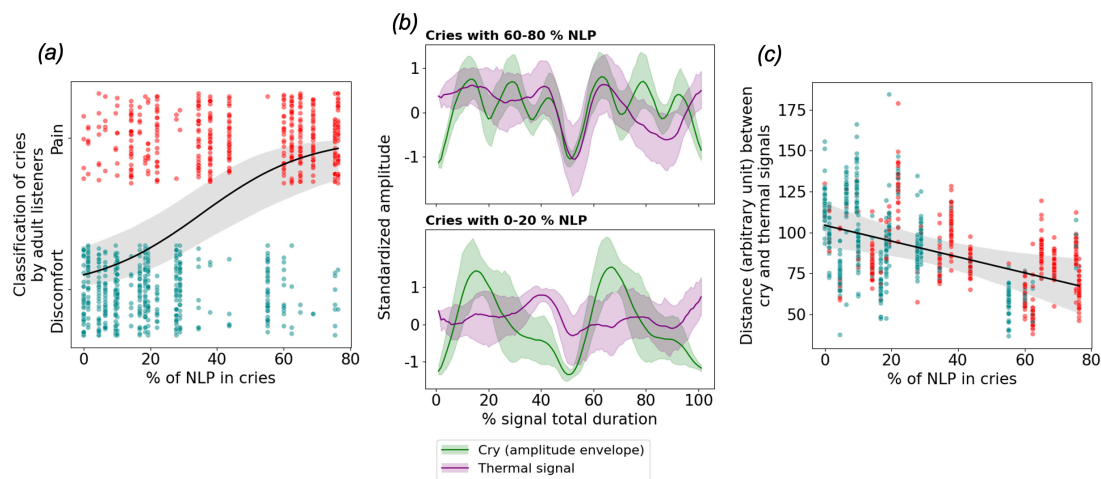 (a)
Classification of cries
by adult listeners
Pain
Discomfort
0 20 40 60 80
% of NLP in cries
(b)
Cries with 60-80 % NLP
1
0
-1
Cries with 0-20 % NLP
1
0
-1
Standardized amplitude
0 20 40 60 80 100
% signal total duration
Cry (amplitude envelope)
Thermal signal
(c)
Distance (arbitrary unit) between
cry and thermal signals
175
150
125
100
75
50
0 20 40 60 80
% of NLP in cries